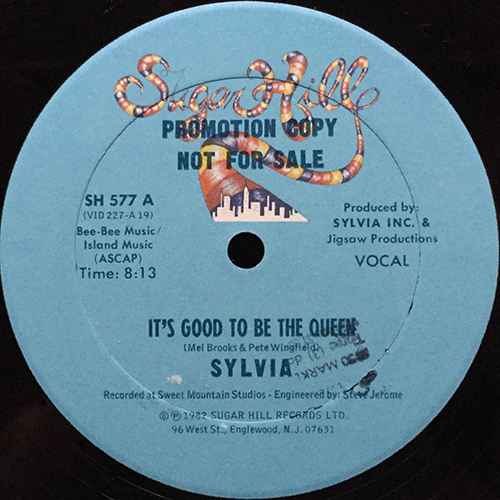 Sugar Hill
PROMOTION COPY
NOT FOR SALE
SH 577 A
(VID 227-A 19)
Bee-Bee Music/
Island Music
(ASCAP)
Time: 8:13
Produced by:
SYLVIA INC. &
Jigsaw Productions
VOCAL
IT'S GOOD TO BE THE QUEEN
(Mel Brooks & Pete Wingfield)
SYLVIA
Recorded at Sweet Mountain Studios - Engineered by: Steve Jerome
© ℗ 1982 SUGAR HILL RECORDS LTD.
96 West St., Englewood, N.J. 07631